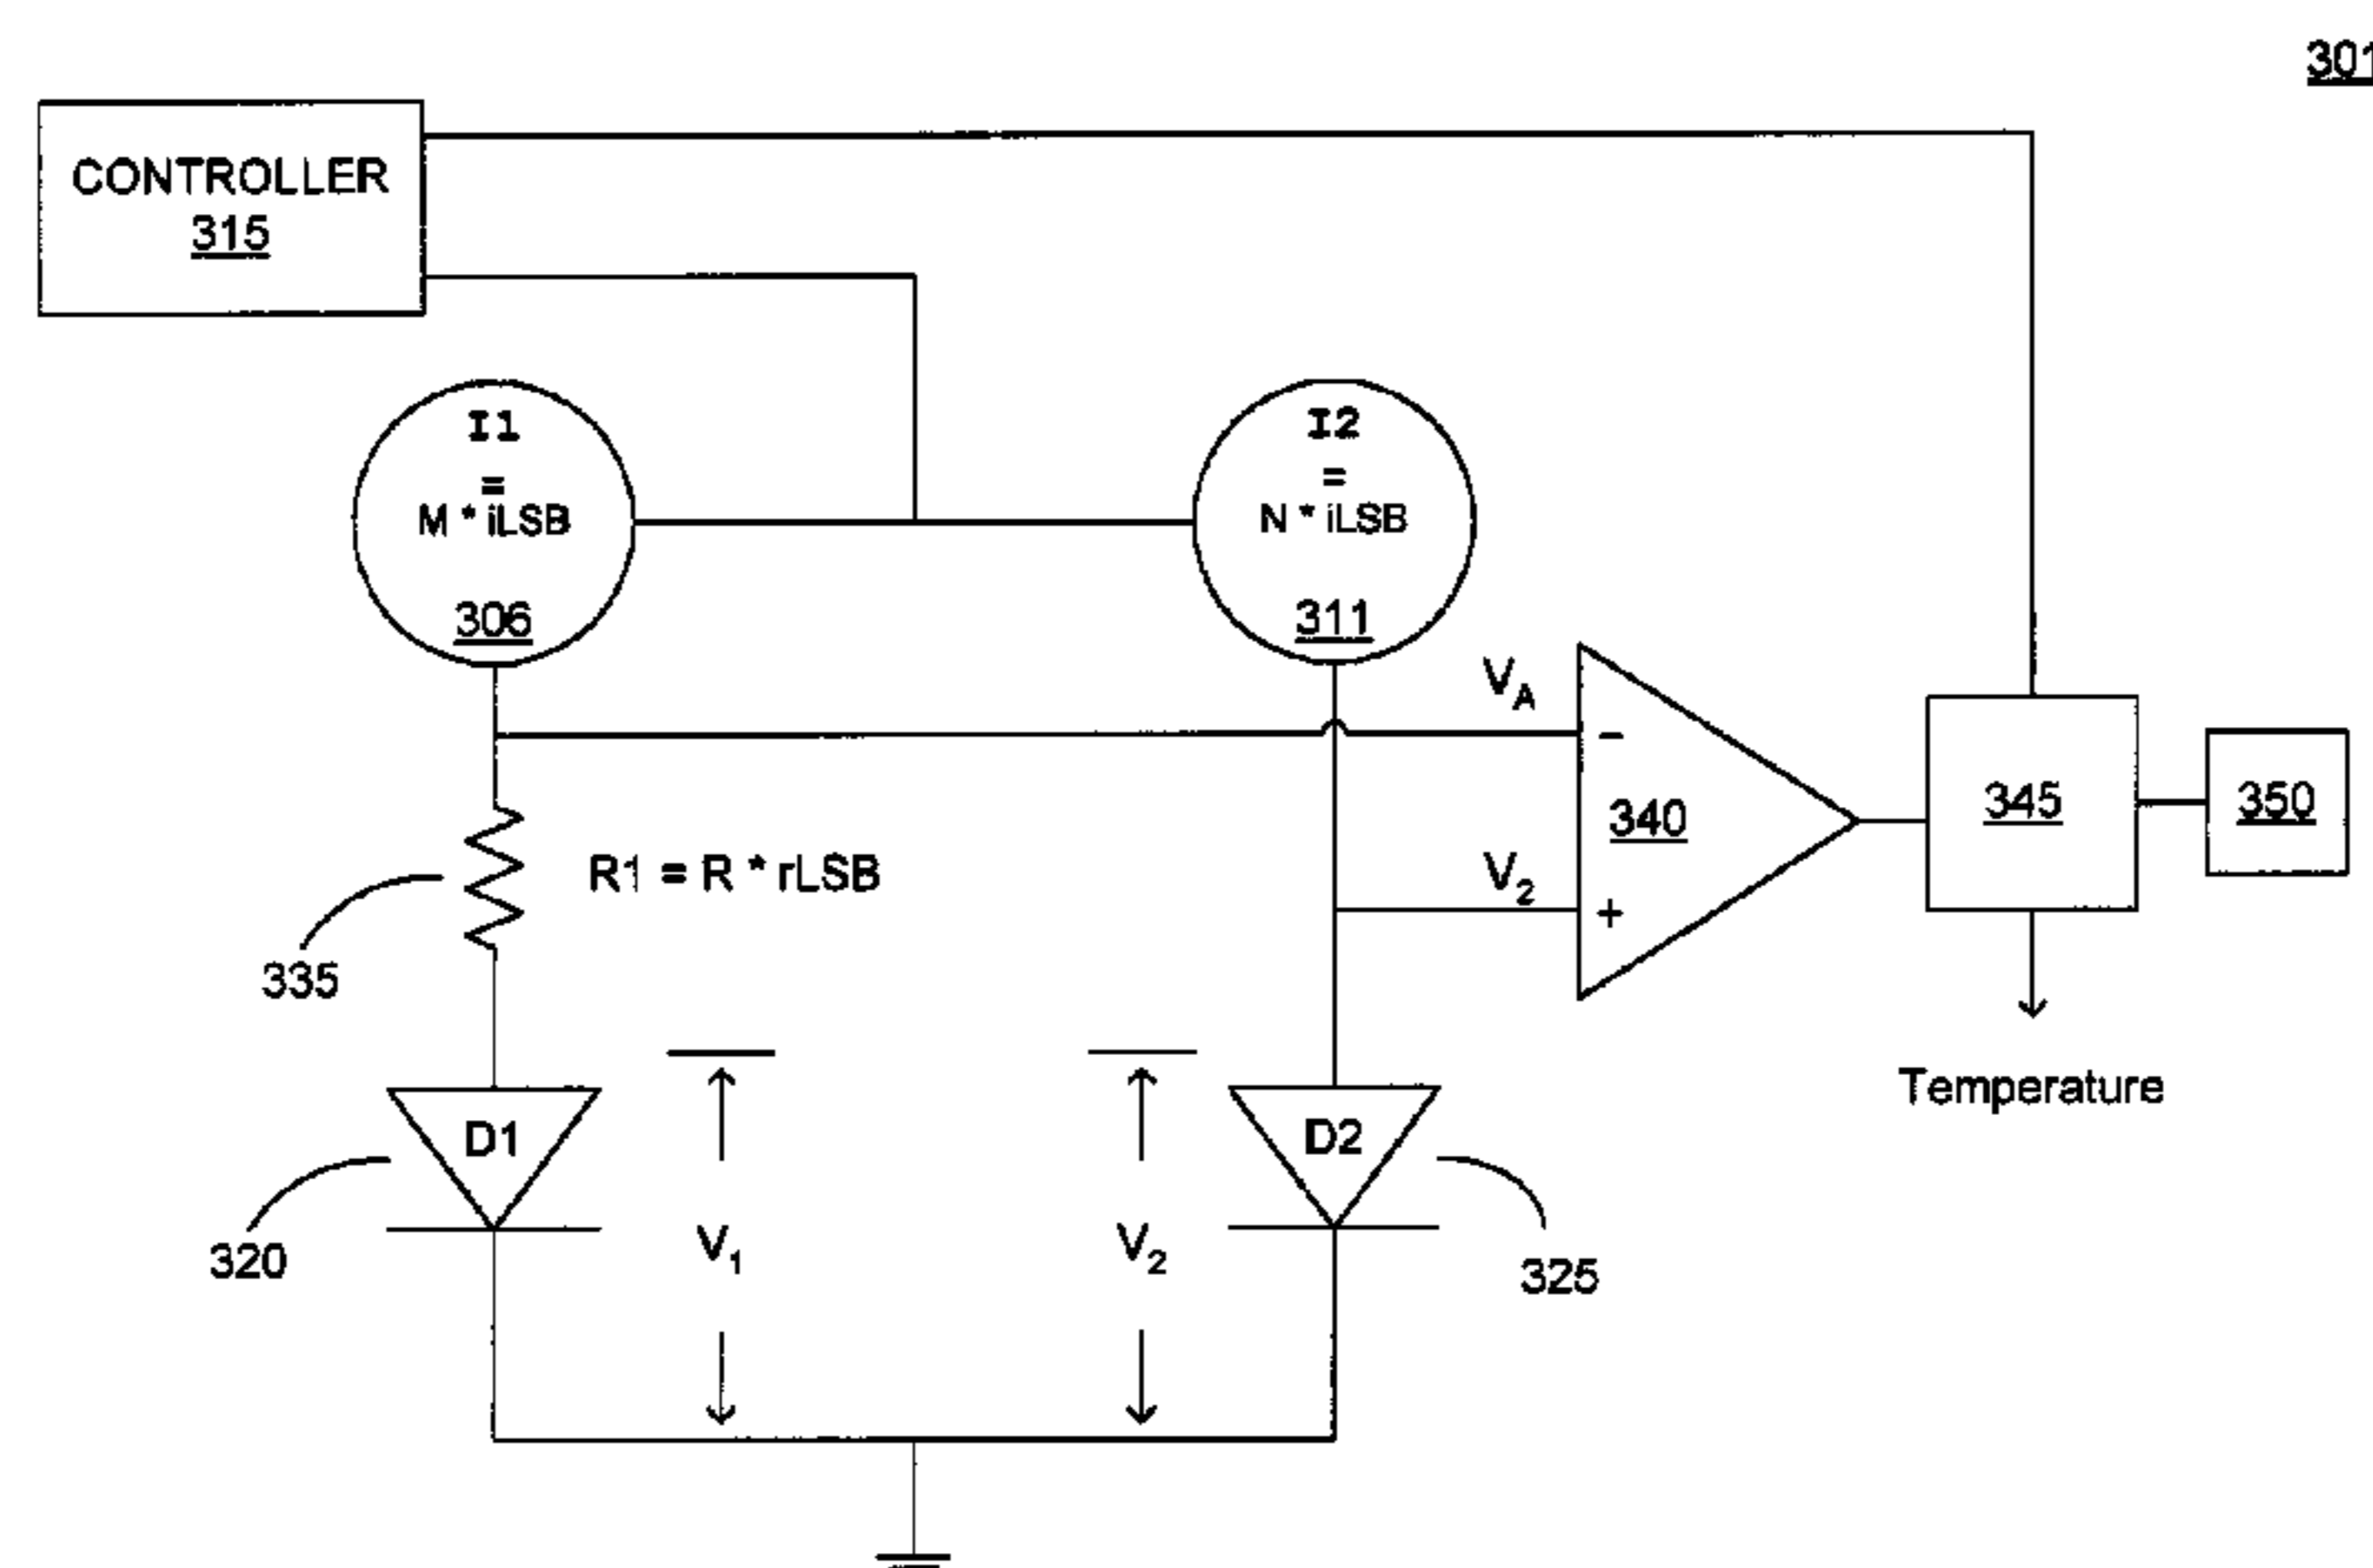 301
CONTROLLER
315
I1
=
M * iLSB
306
I2
=
N * iLSB
311
VA
-
340
V2
+
345
350
R1 = R * rLSB
335
Temperature
D1
320
V1
V2
D2
325